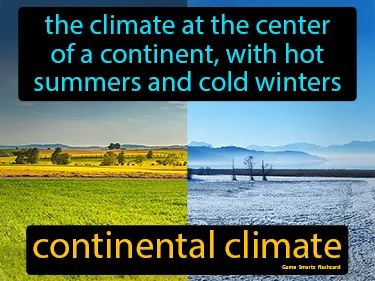 the climate at the center
of a continent, with hot
summers and cold winters
continental climate
Game Smartz flashcard